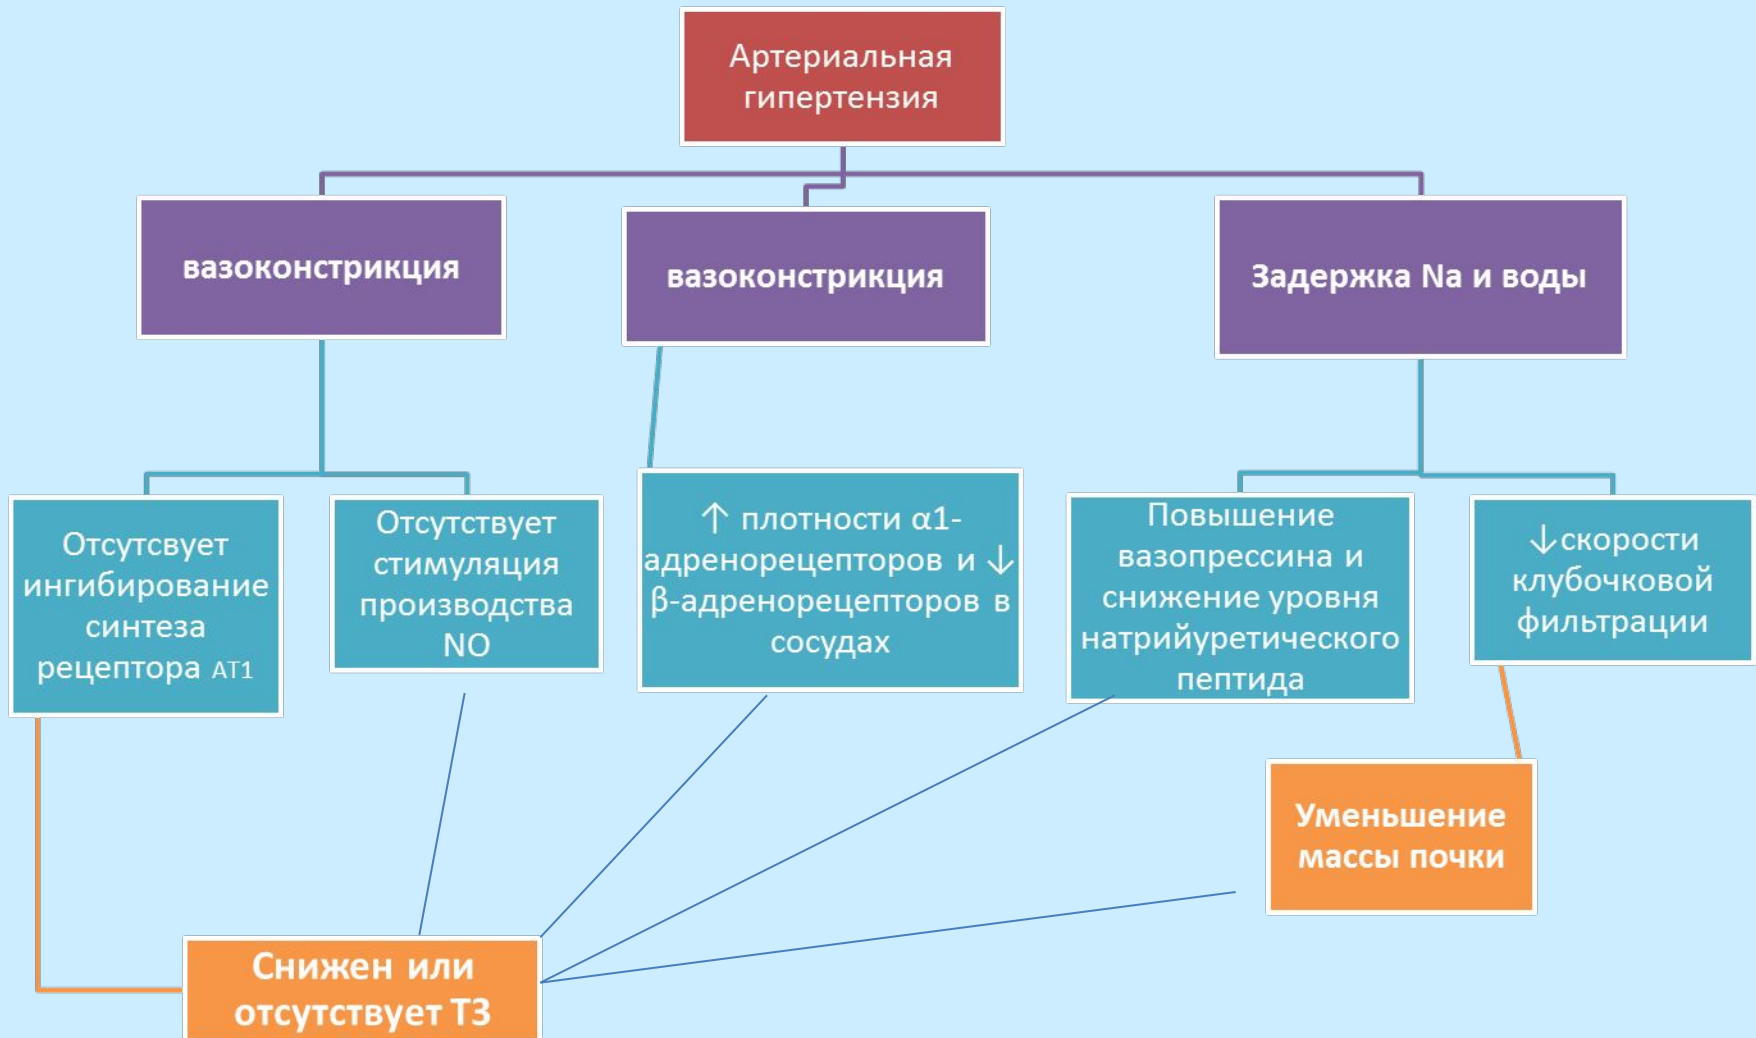 Артериальная
гипертензия
вазоконстрикция
вазоконстрикция
Задержка Na и воды
Отсутсвует
ингибирование
синтеза
рецептора АТ1
Отсутствует
стимуляция
производства
NO
↑ плотности α1-
адренорецепторов и ↓
β-адренорецепторов в
сосудах
Повышение
вазопрессина и
снижение уровня
натрийуретического
пептида
↓скорости
клубочковой
фильтрации
Уменьшение
массы почки
Снижен или
отсутствует Т3